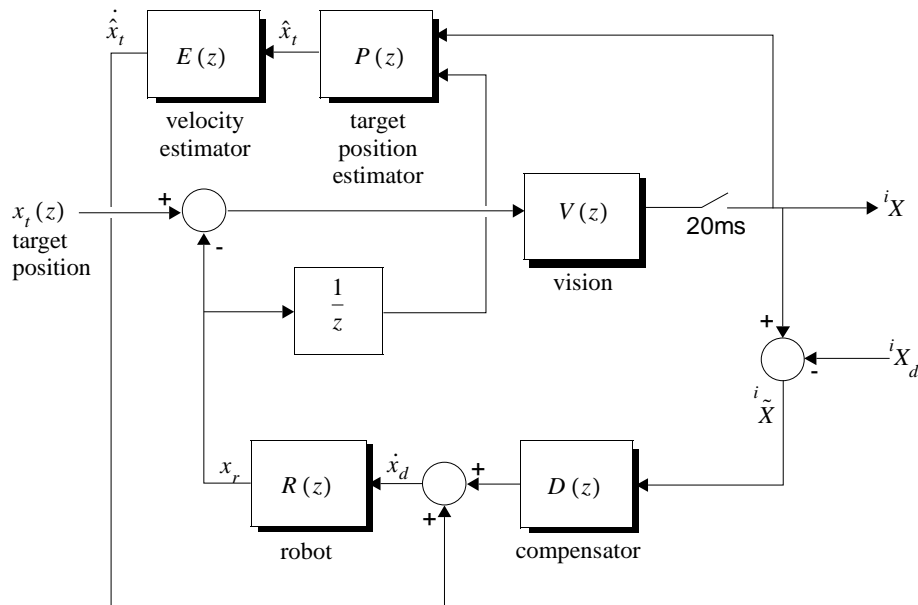 ẋ̂_t
E(z)
x̂_t
P(z)
velocity
estimator
target
position
estimator
x_t(z)
target
position
+
-
V(z)
vision
20ms
^iX
1
z
+
-
^iX_d
^iX̃
x_r
R(z)
robot
ẋ_d
+
+
D(z)
compensator